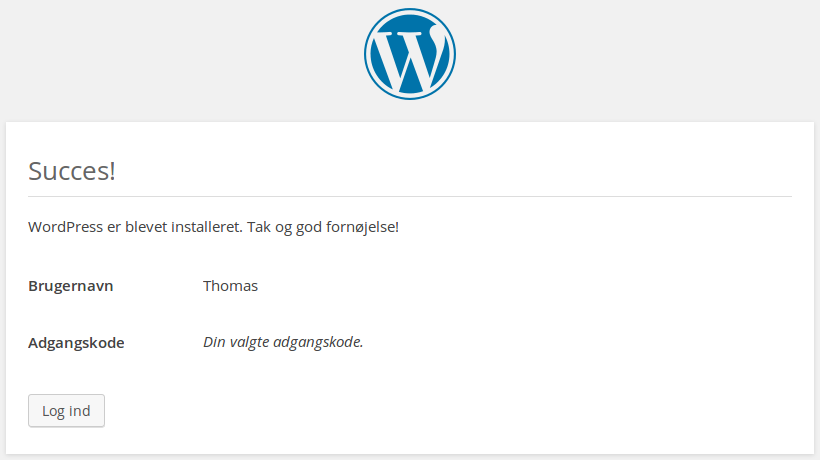 Succes!
WordPress er blevet installeret. Tak og god fornøjelse!
Brugernavn Thomas
Adgangskode Din valgte adgangskode.
Log ind